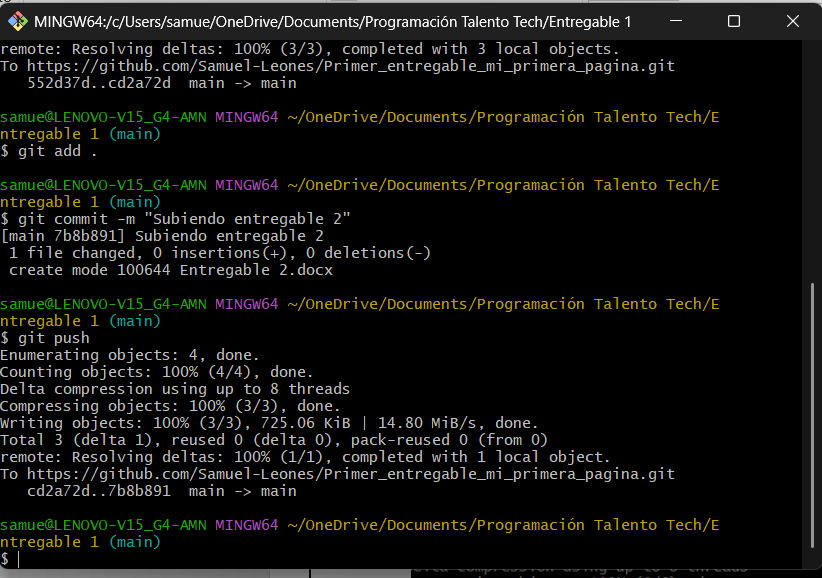 MINGW64:/c/Users/samue/OneDrive/Documents/Programación Talento Tech/Entregable 1
remote: Resolving deltas: 100% (3/3), completed with 3 local objects.
To https://github.com/Samuel-Leones/Primer_entregable_mi_primera_pagina.git
   552d37d..cd2a72d  main -> main
samue@LENOVO-V15_G4-AMN MINGW64 ~/OneDrive/Documents/Programación Talento Tech/E
ntregable 1 (main)
$ git add .
samue@LENOVO-V15_G4-AMN MINGW64 ~/OneDrive/Documents/Programación Talento Tech/E
ntregable 1 (main)
$ git commit -m "Subiendo entregable 2"
[main 7b8b891] Subiendo entregable 2
 1 file changed, 0 insertions(+), 0 deletions(-)
 create mode 100644 Entregable 2.docx
samue@LENOVO-V15_G4-AMN MINGW64 ~/OneDrive/Documents/Programación Talento Tech/E
ntregable 1 (main)
$ git push
Enumerating objects: 4, done.
Counting objects: 100% (4/4), done.
Delta compression using up to 8 threads
Compressing objects: 100% (3/3), done.
Writing objects: 100% (3/3), 725.06 KiB | 14.80 MiB/s, done.
Total 3 (delta 1), reused 0 (delta 0), pack-reused 0 (from 0)
remote: Resolving deltas: 100% (1/1), completed with 1 local object.
To https://github.com/Samuel-Leones/Primer_entregable_mi_primera_pagina.git
   cd2a72d..7b8b891  main -> main
samue@LENOVO-V15_G4-AMN MINGW64 ~/OneDrive/Documents/Programación Talento Tech/E
ntregable 1 (main)
$